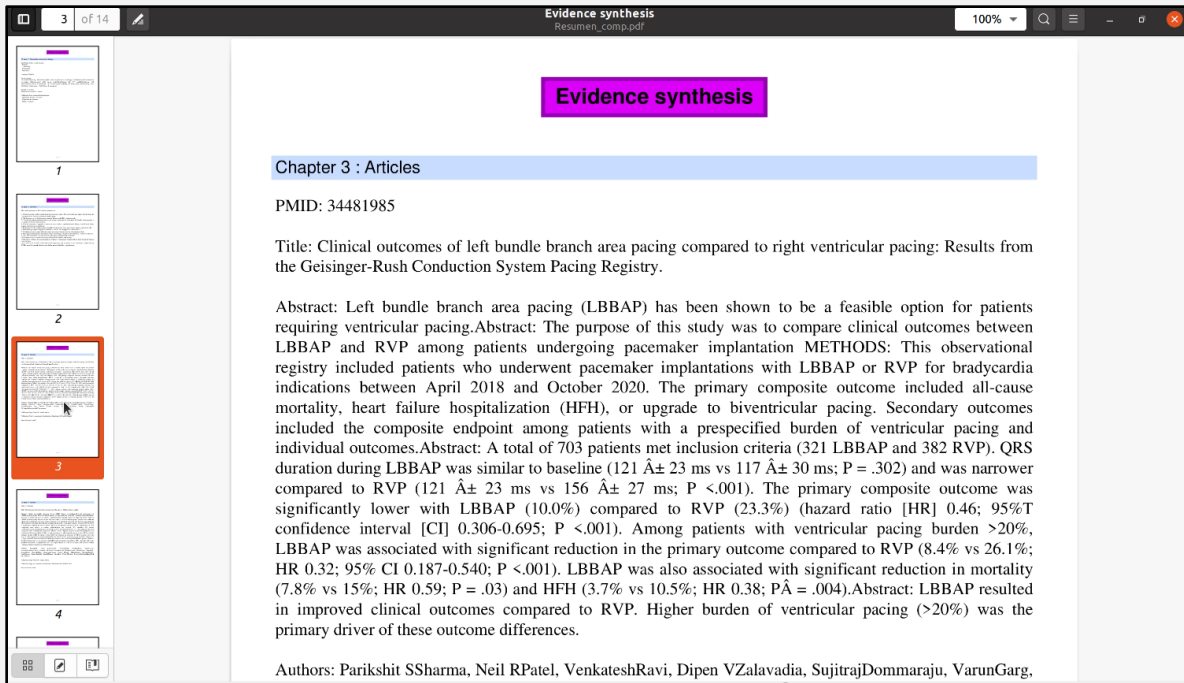 3 of 14
Evidence synthesis
Resumen_comp.pdf
100%
1
2
3
4
Evidence synthesis
Chapter 3 : Articles
PMID: 34481985
Title: Clinical outcomes of left bundle branch area pacing compared to right ventricular pacing: Results from
the Geisinger-Rush Conduction System Pacing Registry.
Abstract: Left bundle branch area pacing (LBBAP) has been shown to be a feasible option for patients
requiring ventricular pacing.Abstract: The purpose of this study was to compare clinical outcomes between
LBBAP and RVP among patients undergoing pacemaker implantation METHODS: This observational
registry included patients who underwent pacemaker implantations with LBBAP or RVP for bradycardia
indications between April 2018 and October 2020. The primary composite outcome included all-cause
mortality, heart failure hospitalization (HFH), or upgrade to biventricular pacing. Secondary outcomes
included the composite endpoint among patients with a prespecified burden of ventricular pacing and
individual outcomes.Abstract: A total of 703 patients met inclusion criteria (321 LBBAP and 382 RVP). QRS
duration during LBBAP was similar to baseline (121 Â± 23 ms vs 117 Â± 30 ms; P = .302) and was narrower
compared to RVP (121 Â± 23 ms vs 156 Â± 27 ms; P <.001). The primary composite outcome was
significantly lower with LBBAP (10.0%) compared to RVP (23.3%) (hazard ratio [HR] 0.46; 95%T
confidence interval [CI] 0.306-0.695; P <.001). Among patients with ventricular pacing burden >20%,
LBBAP was associated with significant reduction in the primary outcome compared to RVP (8.4% vs 26.1%;
HR 0.32; 95% CI 0.187-0.540; P <.001). LBBAP was also associated with significant reduction in mortality
(7.8% vs 15%; HR 0.59; P = .03) and HFH (3.7% vs 10.5%; HR 0.38; PÂ = .004).Abstract: LBBAP resulted
in improved clinical outcomes compared to RVP. Higher burden of ventricular pacing (>20%) was the
primary driver of these outcome differences.
Authors: Parikshit SSharma, Neil RPatel, VenkateshRavi, Dipen VZalavadia, SujitrajDommaraju, VarunGarg,